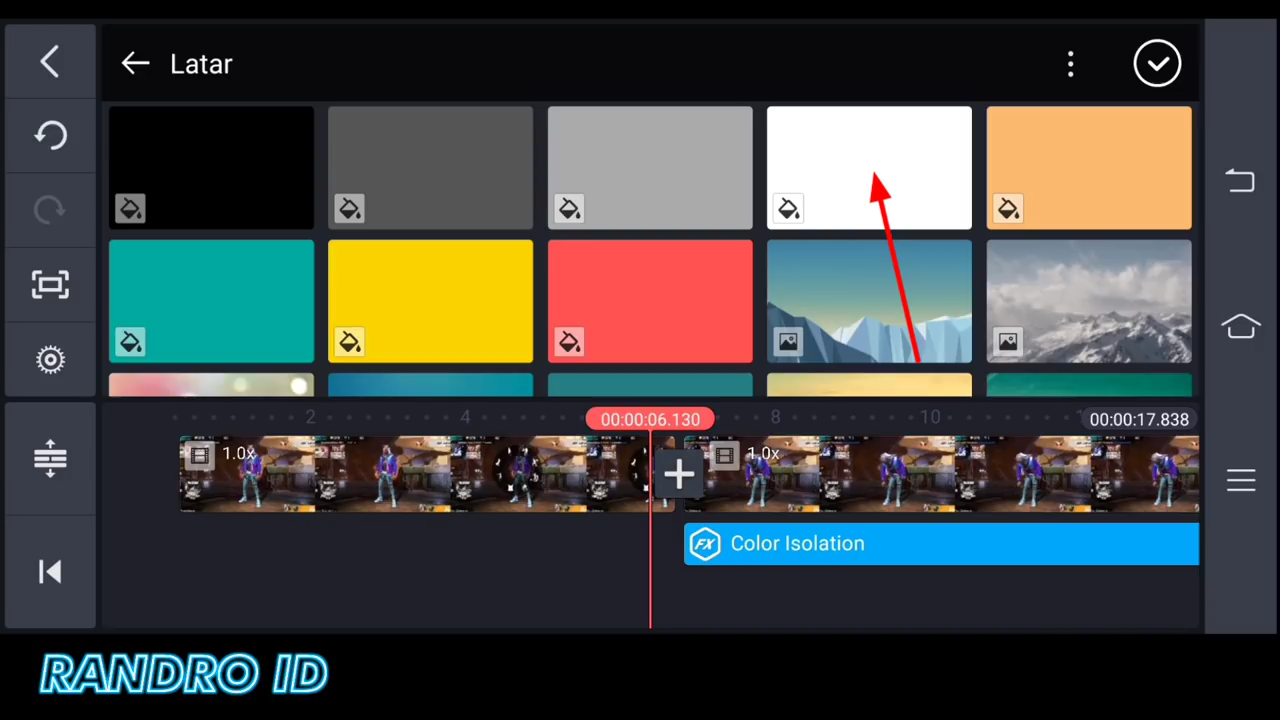 Latar
2
4
00:00:06.130
8
10
00:00:17.838
1.0x
1.0x
FX
Color Isolation
RANDRO ID